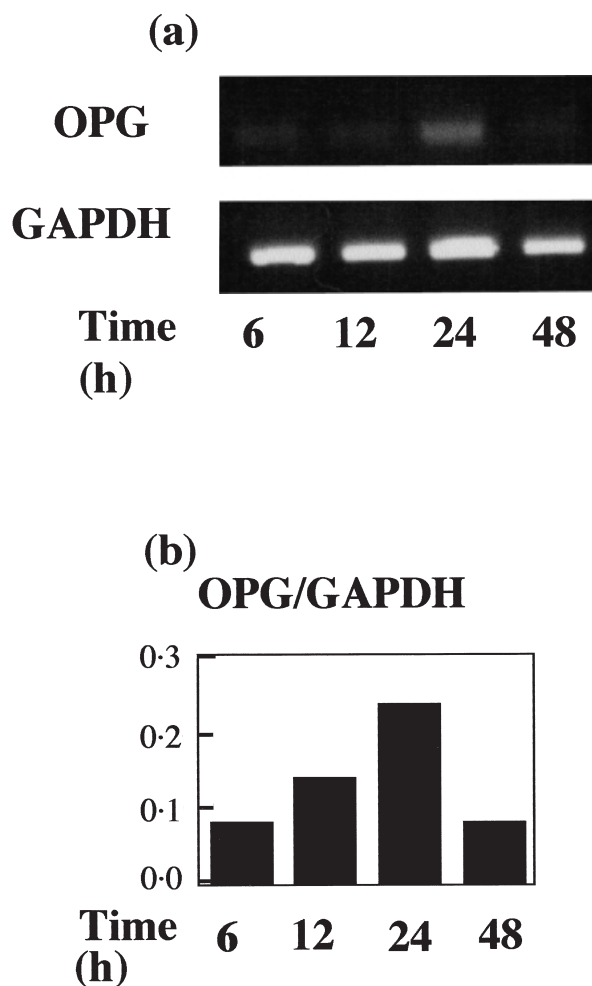 (a)
OPG
GAPDH
Time 6 12 24 48
(h)
(b)
OPG/GAPDH
0·3
0·2
0·1
0·0
Time 6 12 24 48
(h)